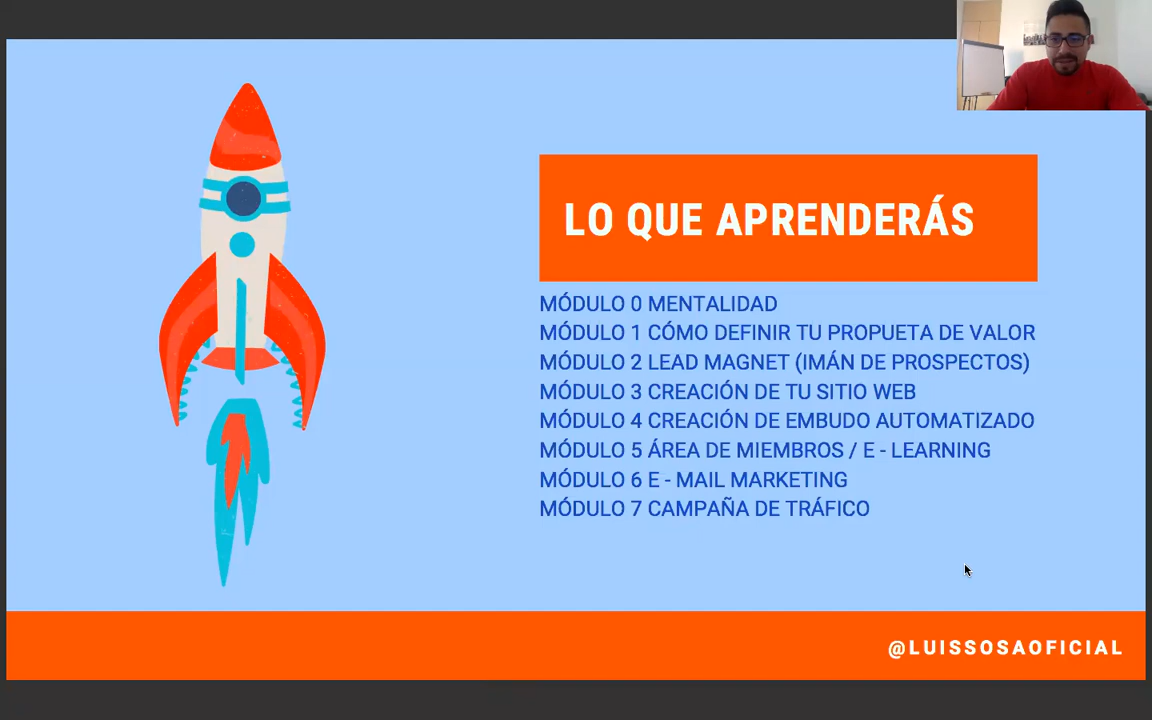 LO QUE APRENDERÁS
MÓDULO 0 MENTALIDAD
MÓDULO 1 CÓMO DEFINIR TU PROPUETA DE VALOR
MÓDULO 2 LEAD MAGNET (IMÁN DE PROSPECTOS)
MÓDULO 3 CREACIÓN DE TU SITIO WEB
MÓDULO 4 CREACIÓN DE EMBUDO AUTOMATIZADO
MÓDULO 5 ÁREA DE MIEMBROS / E - LEARNING
MÓDULO 6 E - MAIL MARKETING
MÓDULO 7 CAMPAÑA DE TRÁFICO
@LUISSOSAOFICIAL